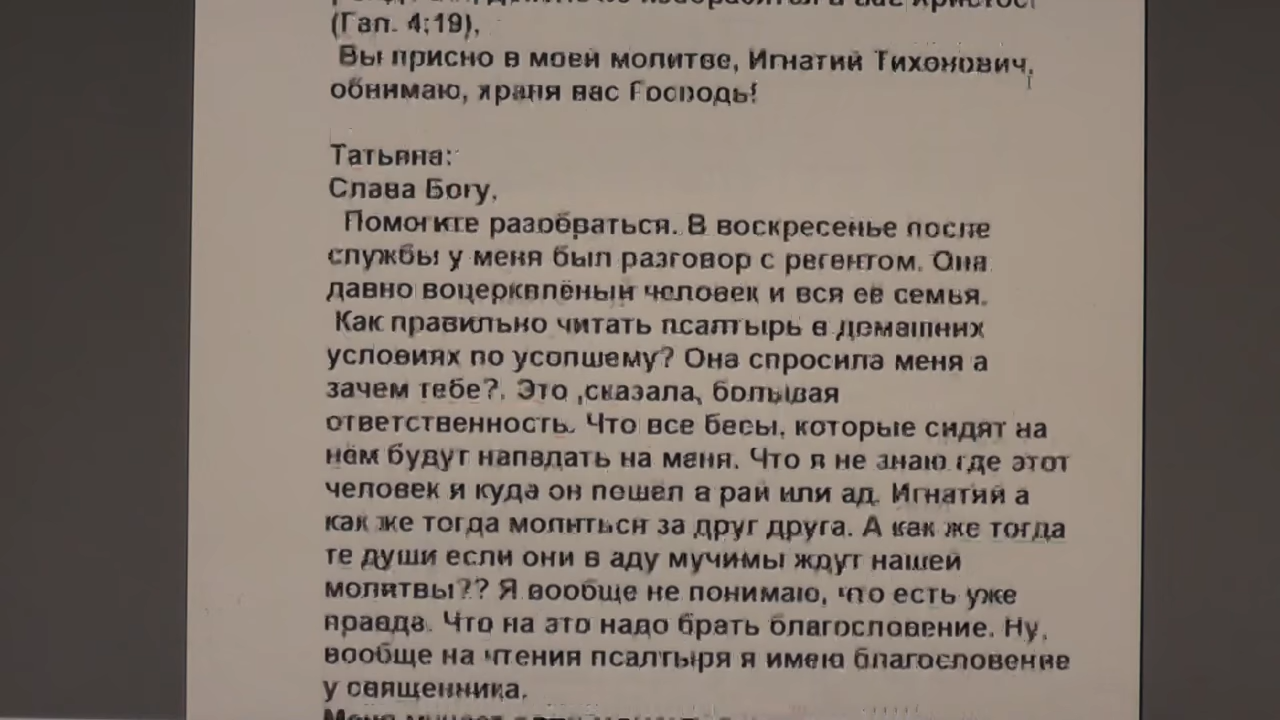 (Гал. 4:19),
Вы присно в моей молитве, Игнатий Тихонович,
обнимаю, храня вас Господь!
Татьяна:
Слава Богу,
Помогите разобраться. В воскресенье после
службы у меня был разговор с регентом. Она
давно воцерквлёный человек и вся её семья.
Как правильно читать псалтырь в домашних
условиях по усопшему? Она спросила меня а
зачем тебе?. Это ,сказала, большая
ответственность. Что все бесы, которые сидят на
нём будут нападать на меня. Что я не знаю где этот
человек и куда он пошел в рай или ад. Игнатий а
как же тогда молиться за друг друга. А как же тогда
те души если они в аду мучимы ждут нашей
молитвы?? Я вообще не понимаю, что есть уже
правда. Что на это надо брать благословение. Ну,
вообще на чтения псалтыря я имею благословение
у священника.